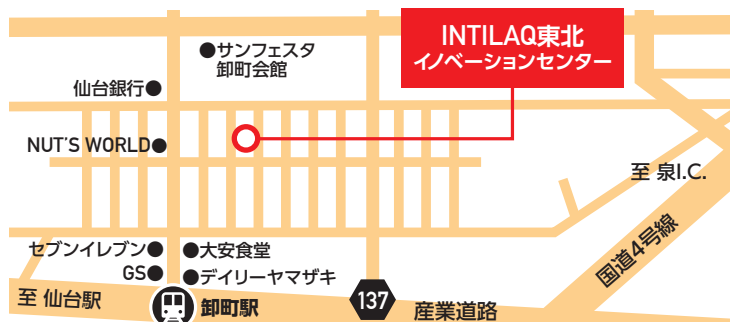 INTILAQ東北
イノベーションセンター
●サンフェスタ
卸町会館
仙台銀行●
NUT'S WORLD●
至 泉I.C.
国道4号線
セブンイレブン●
●大安食堂
GS●
●デイリーヤマザキ
至 仙台駅
卸町駅
137
産業道路